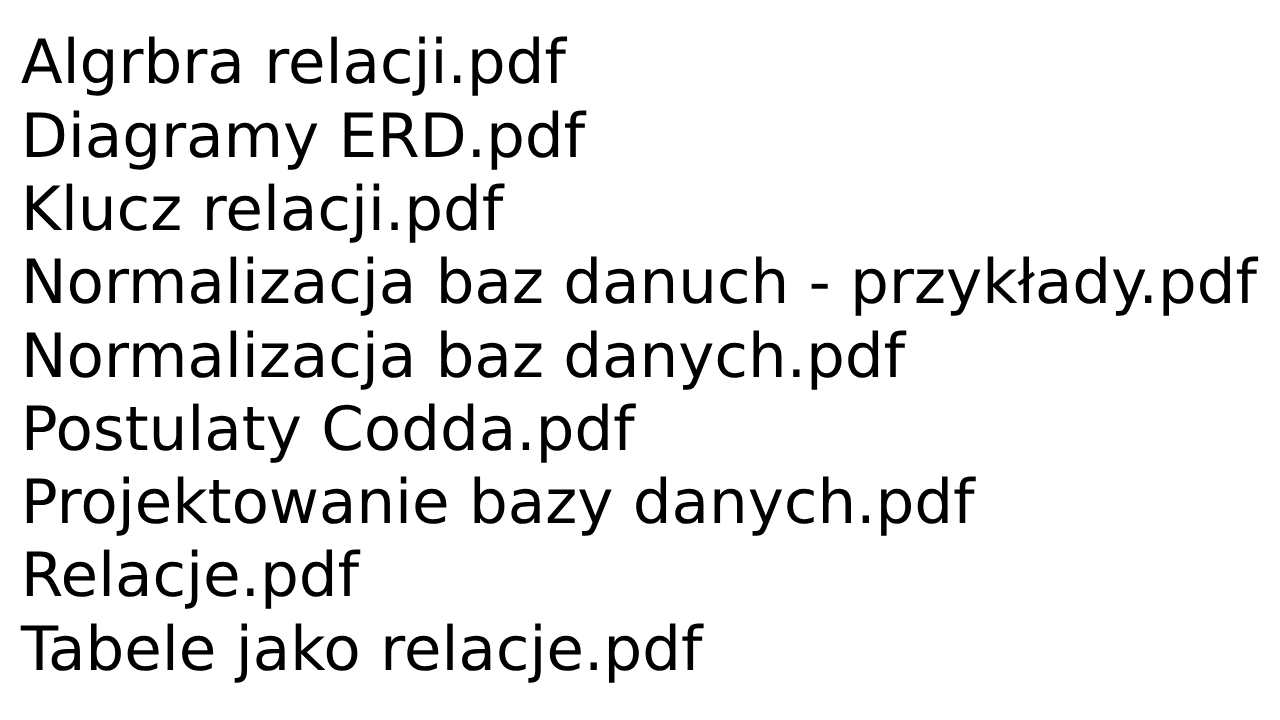 Algrbra relacji.pdf
Diagramy ERD.pdf
Klucz relacji.pdf
Normalizacja baz danuch - przykłady.pdf
Normalizacja baz danych.pdf
Postulaty Codda.pdf
Projektowanie bazy danych.pdf
Relacje.pdf
Tabele jako relacje.pdf